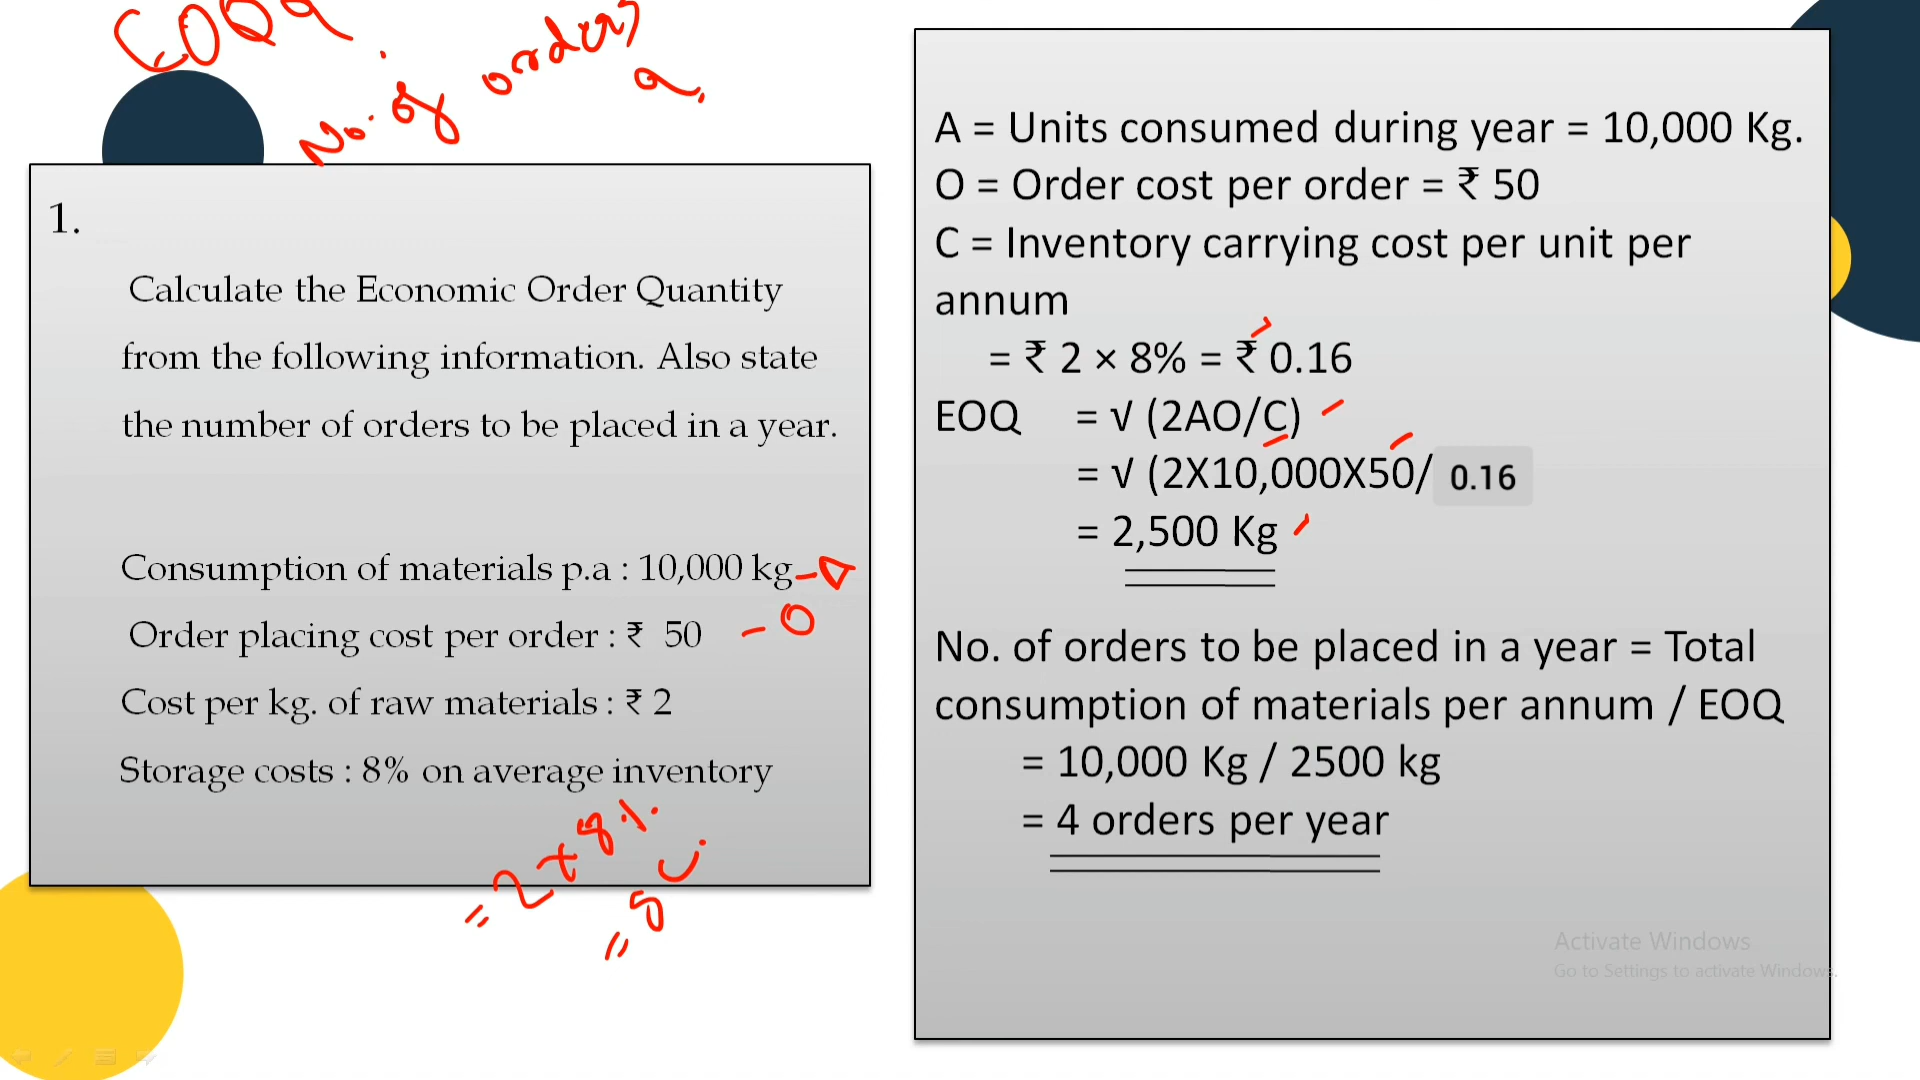 EOQ
No. of orders
1.
Calculate the Economic Order Quantity
from the following information. Also state
the number of orders to be placed in a year.
Consumption of materials p.a : 10,000 kg - A
Order placing cost per order : ₹ 50 - O
Cost per kg. of raw materials : ₹ 2
Storage costs : 8% on average inventory
= 2 x 8%
A = Units consumed during year = 10,000 Kg.
O = Order cost per order = ₹ 50
C = Inventory carrying cost per unit per
annum
= ₹ 2 × 8% = ₹ 0.16
EOQ = √ (2AO/C)
= √ (2X10,000X50/ 0.16
= 2,500 Kg
No. of orders to be placed in a year = Total
consumption of materials per annum / EOQ
= 10,000 Kg / 2500 kg
= 4 orders per year
Activate Windows
Go to Settings to activate Windows.